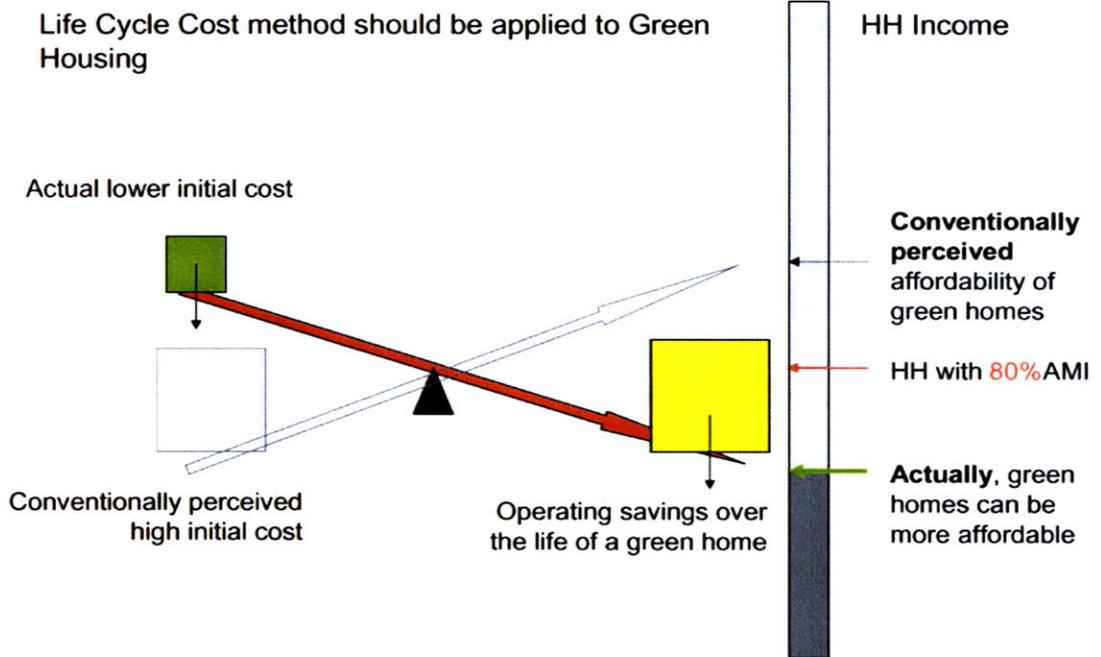 Life Cycle Cost method should be applied to Green
Housing
HH Income
Actual lower initial cost
Conventionally
perceived
affordability of
green homes
HH with 80%AMI
Conventionally perceived
high initial cost
Operating savings over
the life of a green home
Actually, green
homes can be
more affordable